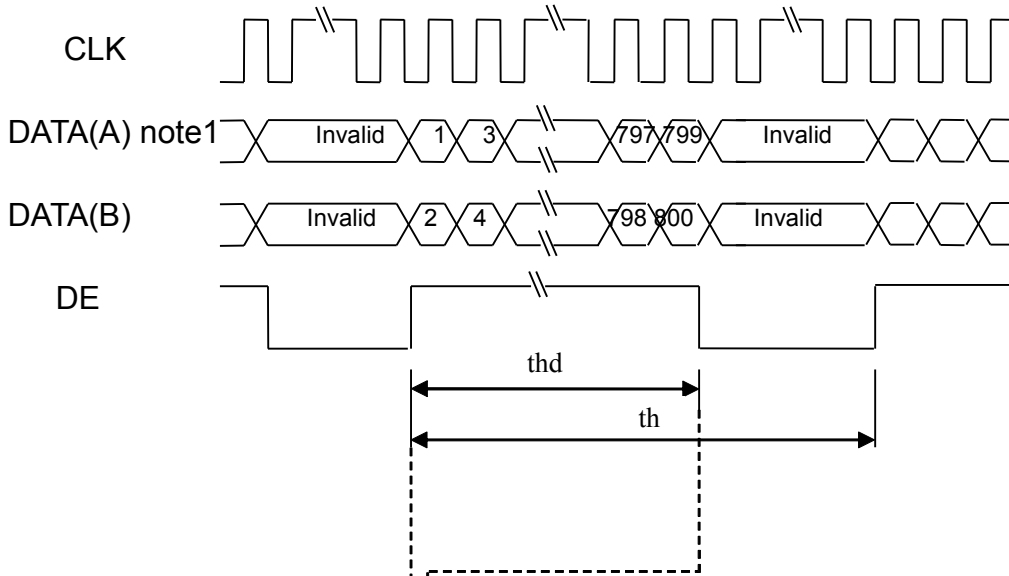 CLK
DATA(A) note1 Invalid 1 3 797 799 Invalid
DATA(B) Invalid 2 4 798 800 Invalid
DE
thd
th